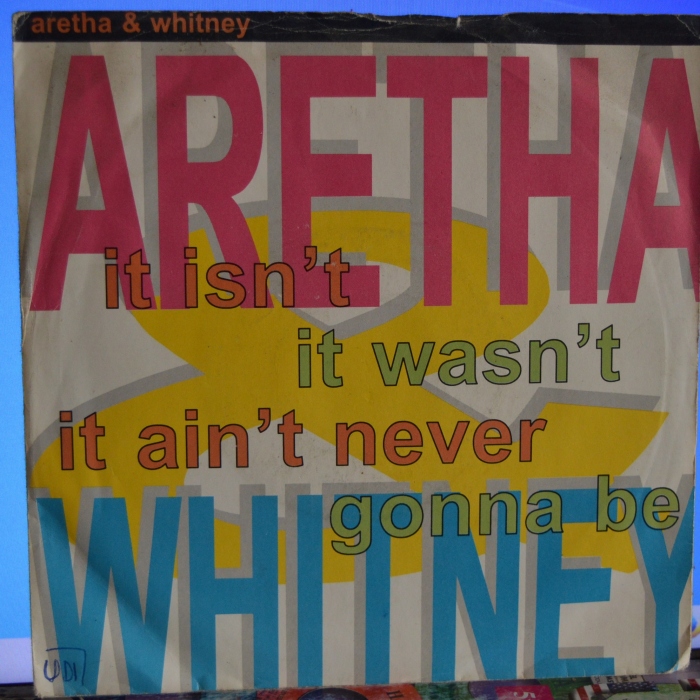 aretha & whitney
ARETHA
&
it isn't
it wasn't
it ain't never
gonna be
WHITNEY